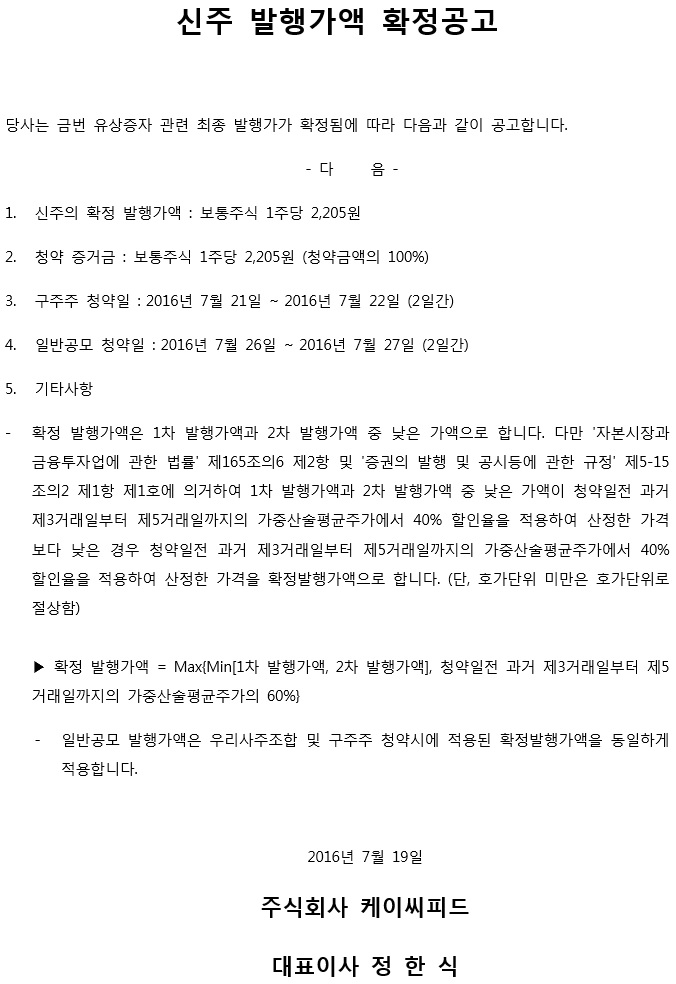 신주 발행가액 확정공고
당사는 금번 유상증자 관련 최종 발행가가 확정됨에 따라 다음과 같이 공고합니다.
- 다 음 -
1. 신주의 확정 발행가액 : 보통주식 1주당 2,205원
2. 청약 증거금 : 보통주식 1주당 2,205원 (청약금액의 100%)
3. 구주주 청약일 : 2016년 7월 21일 ~ 2016년 7월 22일 (2일간)
4. 일반공모 청약일 : 2016년 7월 26일 ~ 2016년 7월 27일 (2일간)
5. 기타사항
- 확정 발행가액은 1차 발행가액과 2차 발행가액 중 낮은 가액으로 합니다. 다만 '자본시장과
금융투자업에 관한 법률' 제165조의6 제2항 및 '증권의 발행 및 공시등에 관한 규정' 제5-15
조의2 제1항 제1호에 의거하여 1차 발행가액과 2차 발행가액 중 낮은 가액이 청약일전 과거
제3거래일부터 제5거래일까지의 가중산술평균주가에서 40% 할인율을 적용하여 산정한 가격
보다 낮은 경우 청약일전 과거 제3거래일부터 제5거래일까지의 가중산술평균주가에서 40%
할인율을 적용하여 산정한 가격을 확정발행가액으로 합니다. (단, 호가단위 미만은 호가단위로
절상함)
▶ 확정 발행가액 = Max{Min[1차 발행가액, 2차 발행가액], 청약일전 과거 제3거래일부터 제5
거래일까지의 가중산술평균주가의 60%}
- 일반공모 발행가액은 우리사주조합 및 구주주 청약시에 적용된 확정발행가액을 동일하게
적용합니다.
2016년 7월 19일
주식회사 케이씨피드
대표이사 정 한 식